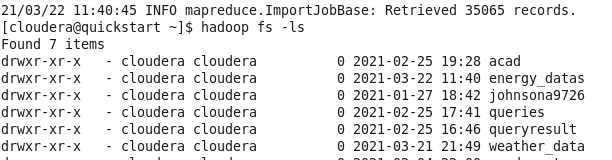 21/03/22 11:40:45 INFO mapreduce.ImportJobBase: Retrieved 35065 records.
[cloudera@quickstart ~]$ hadoop fs -ls
Found 7 items
drwxr-xr-x   - cloudera cloudera          0 2021-02-25 19:28 acad
drwxr-xr-x   - cloudera cloudera          0 2021-03-22 11:40 energy_datas
drwxr-xr-x   - cloudera cloudera          0 2021-01-27 18:42 johnsona9726
drwxr-xr-x   - cloudera cloudera          0 2021-02-25 17:41 queries
drwxr-xr-x   - cloudera cloudera          0 2021-02-25 16:46 queryresult
drwxr-xr-x   - cloudera cloudera          0 2021-03-21 21:49 weather_data